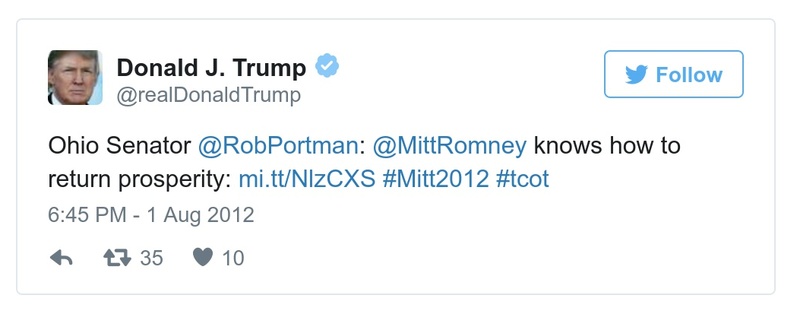 Donald J. Trump
@realDonaldTrump
Follow
Ohio Senator @RobPortman: @MittRomney knows how to
return prosperity: mi.tt/NlzCXS #Mitt2012 #tcot
6:45 PM - 1 Aug 2012
35 10